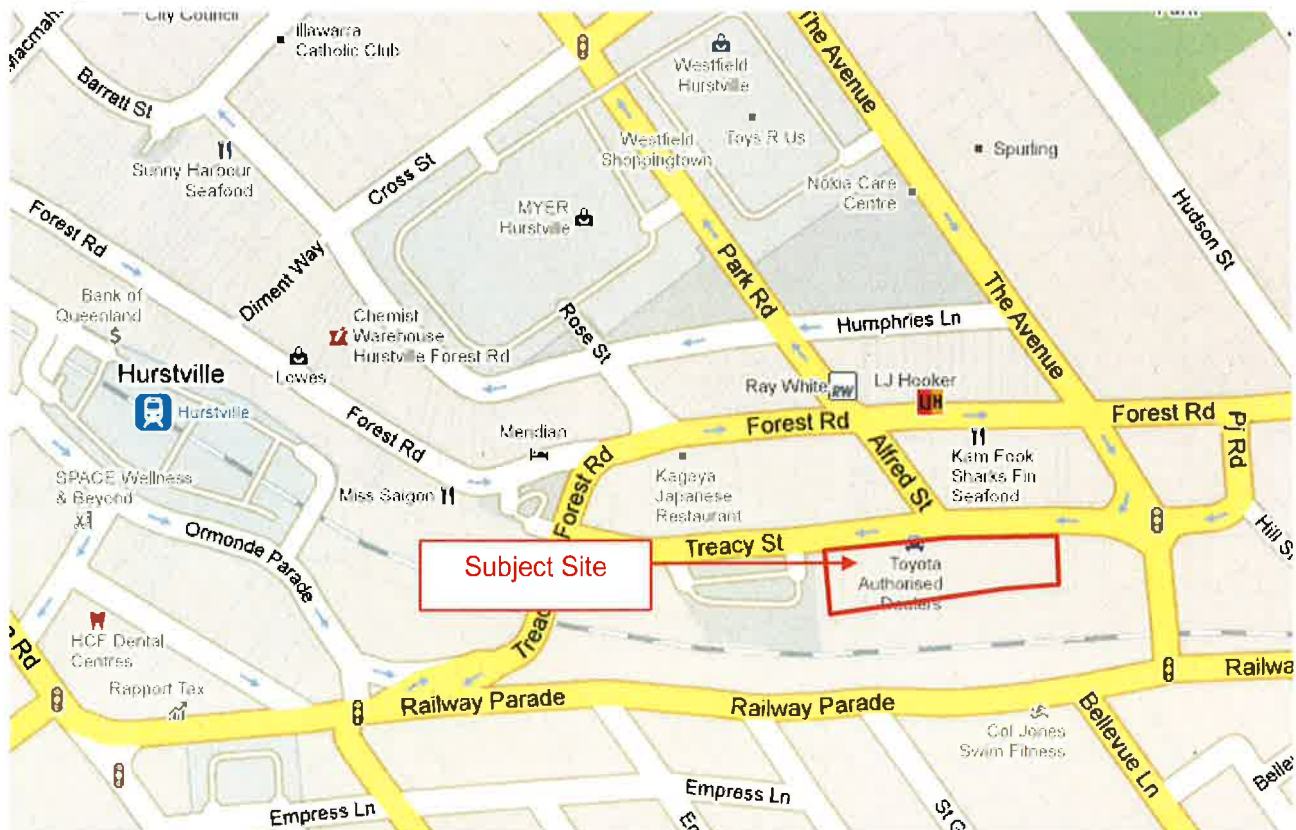 City Council
Illawarra
Catholic Club
Barratt St
Sunny Harbour
Seafood
Cross St
Westfield
Hurstville
Toys R Us
Westfield
Shoppingtown
The Avenue
Spurling
Nokia Care
Centre
Hudson St
MYER
Hurstville
Forest Rd
Diment Way
Bank of
Queenland
Chemist
Warehouse
Hurstville Forest Rd
Lowes
Rose St
Park Rd
Humphries Ln
The Avenue
Hurstville
Hurstville
Ray White
RW
LJ Hooker
LJH
Forest Rd
Forest Rd
Pj Rd
Forest Rd
Meridian
Miss Saigon
Forest Rd
Alfred St
Kam Fook
Sharks Fin
Seafood
Kagaya
Japanese
Restaurant
SPACE Wellness
& Beyond
Ormonde Parade
Treacy St
Subject Site
Toyota
Authorised
Dealers
HCF Dental
Centres
Rapport Tax
Railway Parade
Railway Parade
Col Jones
Swim Fitness
Bellevue Ln
Empress Ln
Empress Ln